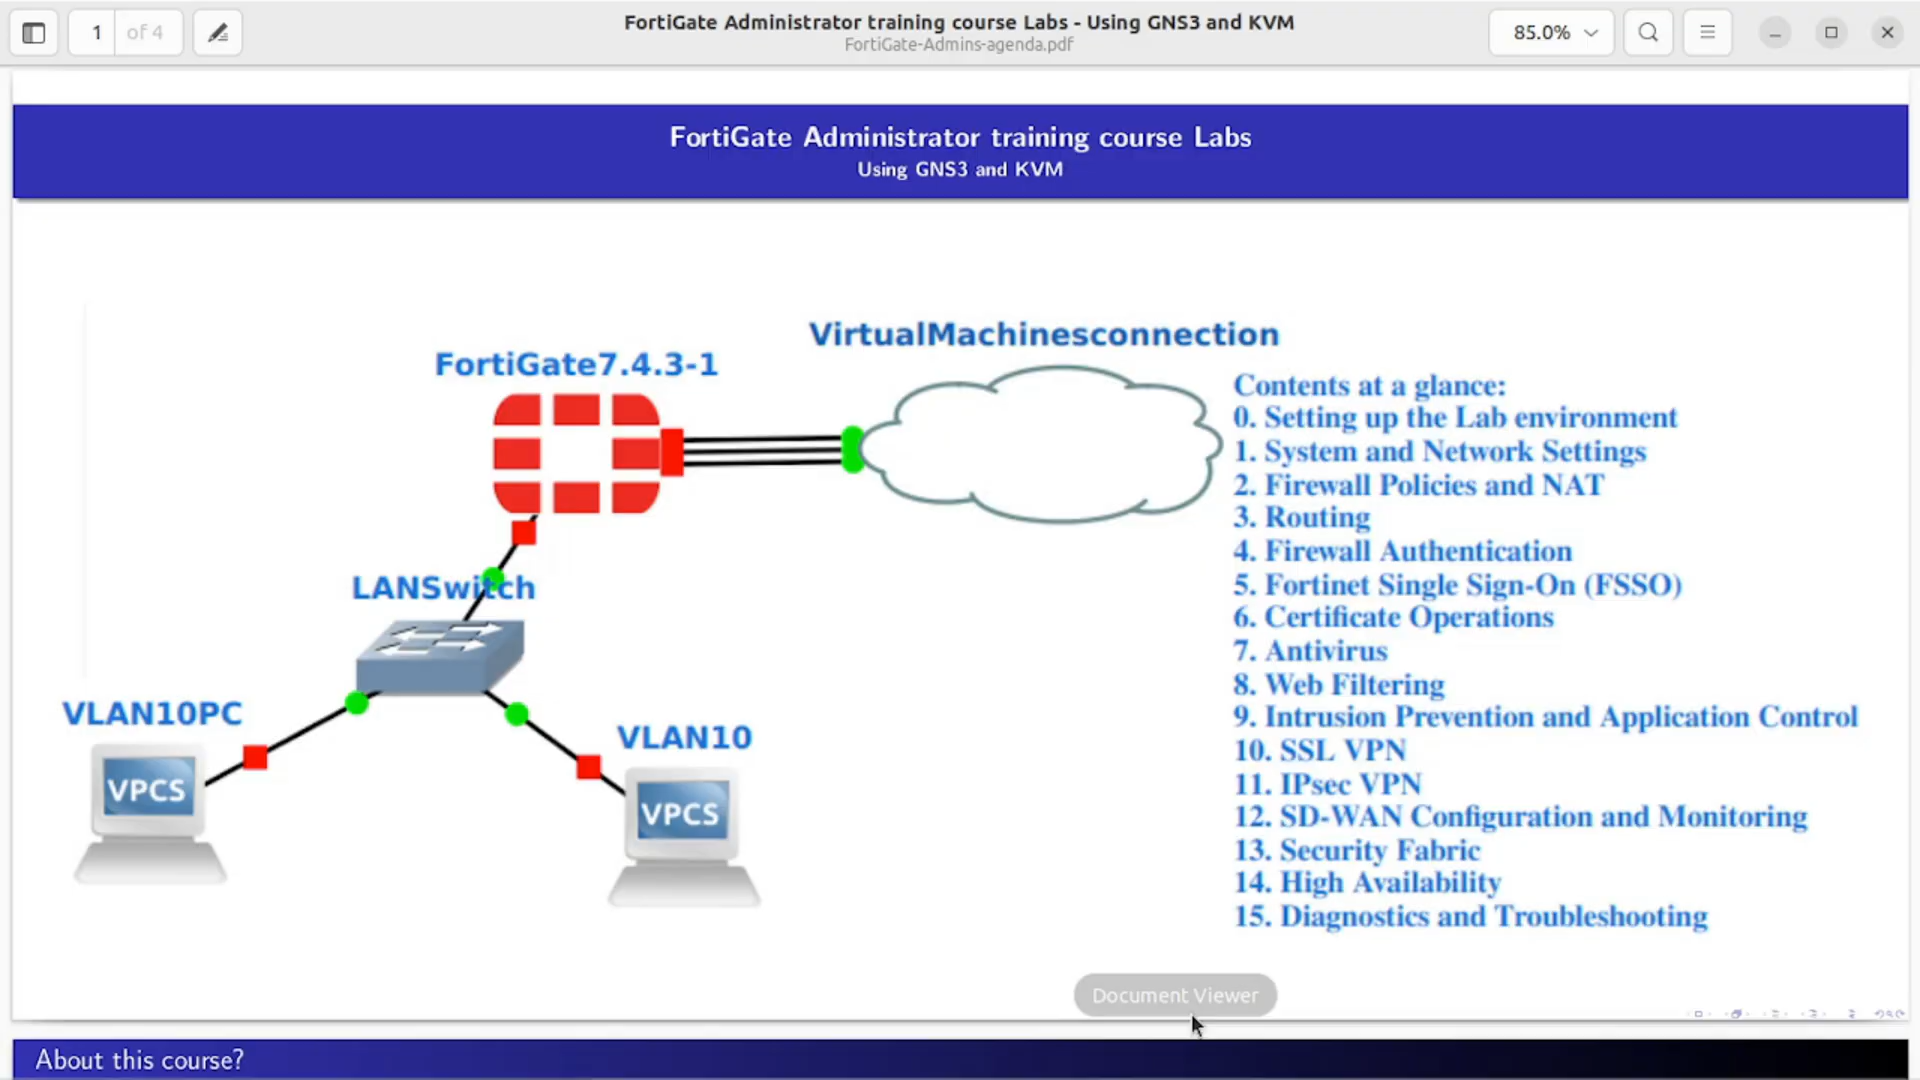 1 of 4
FortiGate Administrator training course Labs - Using GNS3 and KVM
FortiGate-Admins-agenda.pdf
85.0%
FortiGate Administrator training course Labs
Using GNS3 and KVM
VirtualMachinesconnection
FortiGate7.4.3-1
LANSwitch
VLAN10PC
VPCS
VLAN10
VPCS
Contents at a glance:
0. Setting up the Lab environment
1. System and Network Settings
2. Firewall Policies and NAT
3. Routing
4. Firewall Authentication
5. Fortinet Single Sign-On (FSSO)
6. Certificate Operations
7. Antivirus
8. Web Filtering
9. Intrusion Prevention and Application Control
10. SSL VPN
11. IPsec VPN
12. SD-WAN Configuration and Monitoring
13. Security Fabric
14. High Availability
15. Diagnostics and Troubleshooting
Document Viewer
About this course?